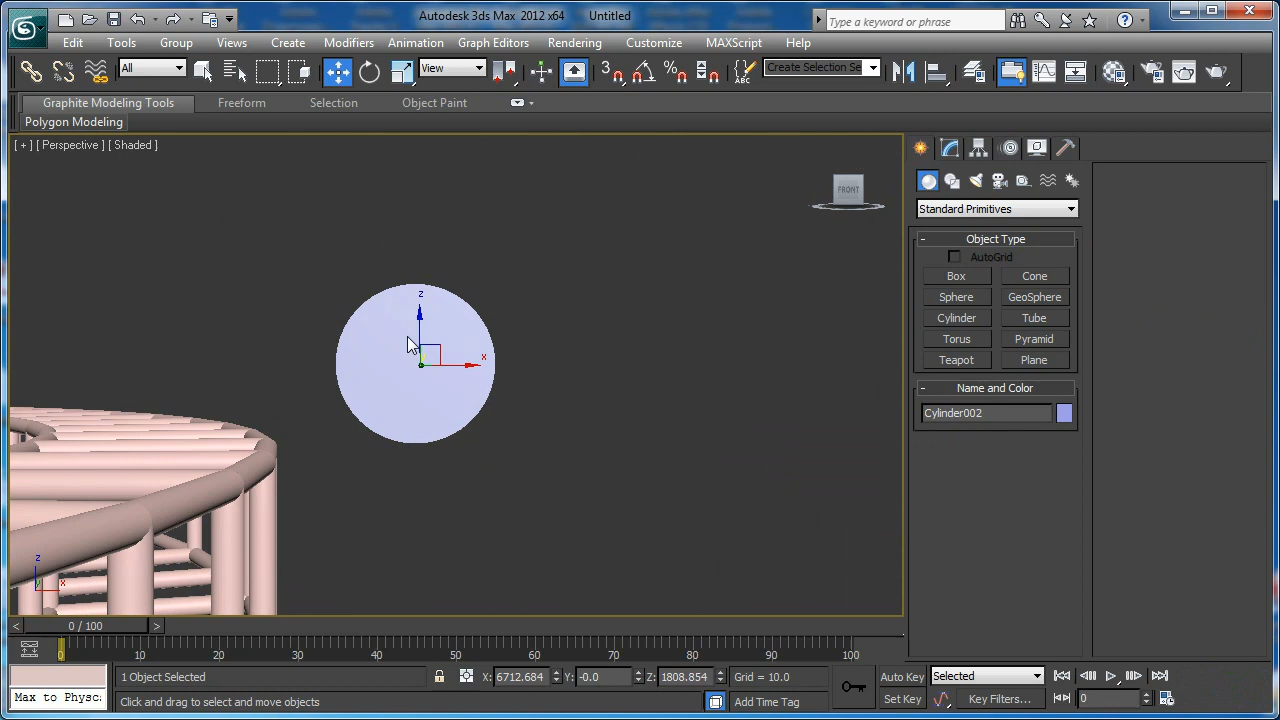 Autodesk 3ds Max 2012 x64 Untitled
Type a keyword or phrase
Edit Tools Group Views Create Modifiers Animation Graph Editors Rendering Customize MAXScript Help
All View 3 Create Selection Se
Graphite Modeling Tools Freeform Selection Object Paint
Polygon Modeling
[ + ] [ Perspective ] [ Shaded ]
FRONT
Standard Primitives
- Object Type
AutoGrid
Box Cone
Sphere GeoSphere
Cylinder Tube
Torus Pyramid
Teapot Plane
- Name and Color
Cylinder002
z
x
z
x
< 0 / 100 >
0 10 20 30 40 50 60 70 80 90 100
1 Object Selected X: 6712.684 Y: -0.0 Z: 1808.854 Grid = 10.0 Auto Key Selected
Max to Physca Click and drag to select and move objects Add Time Tag Set Key Key Filters... 0